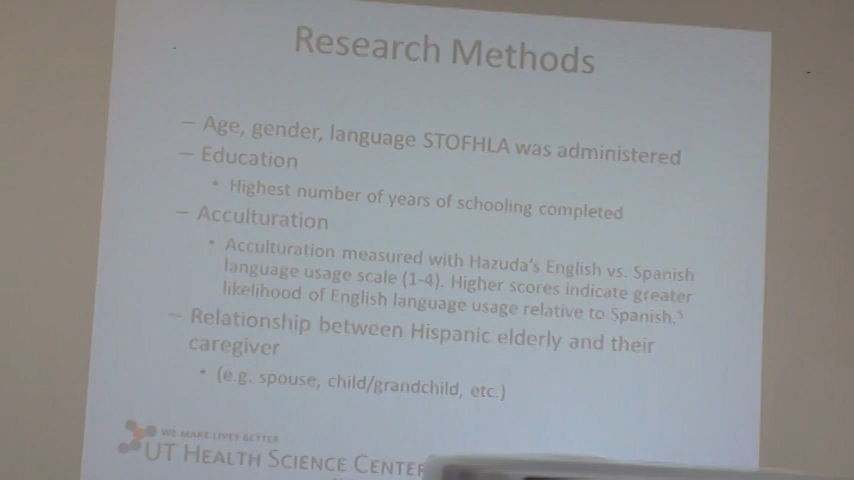 Research Methods
– Age, gender, language STOFHLA was administered
– Education
• Highest number of years of schooling completed
– Acculturation
• Acculturation measured with Hazuda's English vs. Spanish
language usage scale (1-4). Higher scores indicate greater
likelihood of English language usage relative to Spanish.⁵
– Relationship between Hispanic elderly and their
caregiver
• (e.g. spouse, child/grandchild, etc.)
WE MAKE LIVES BETTER
UT HEALTH SCIENCE CENTER